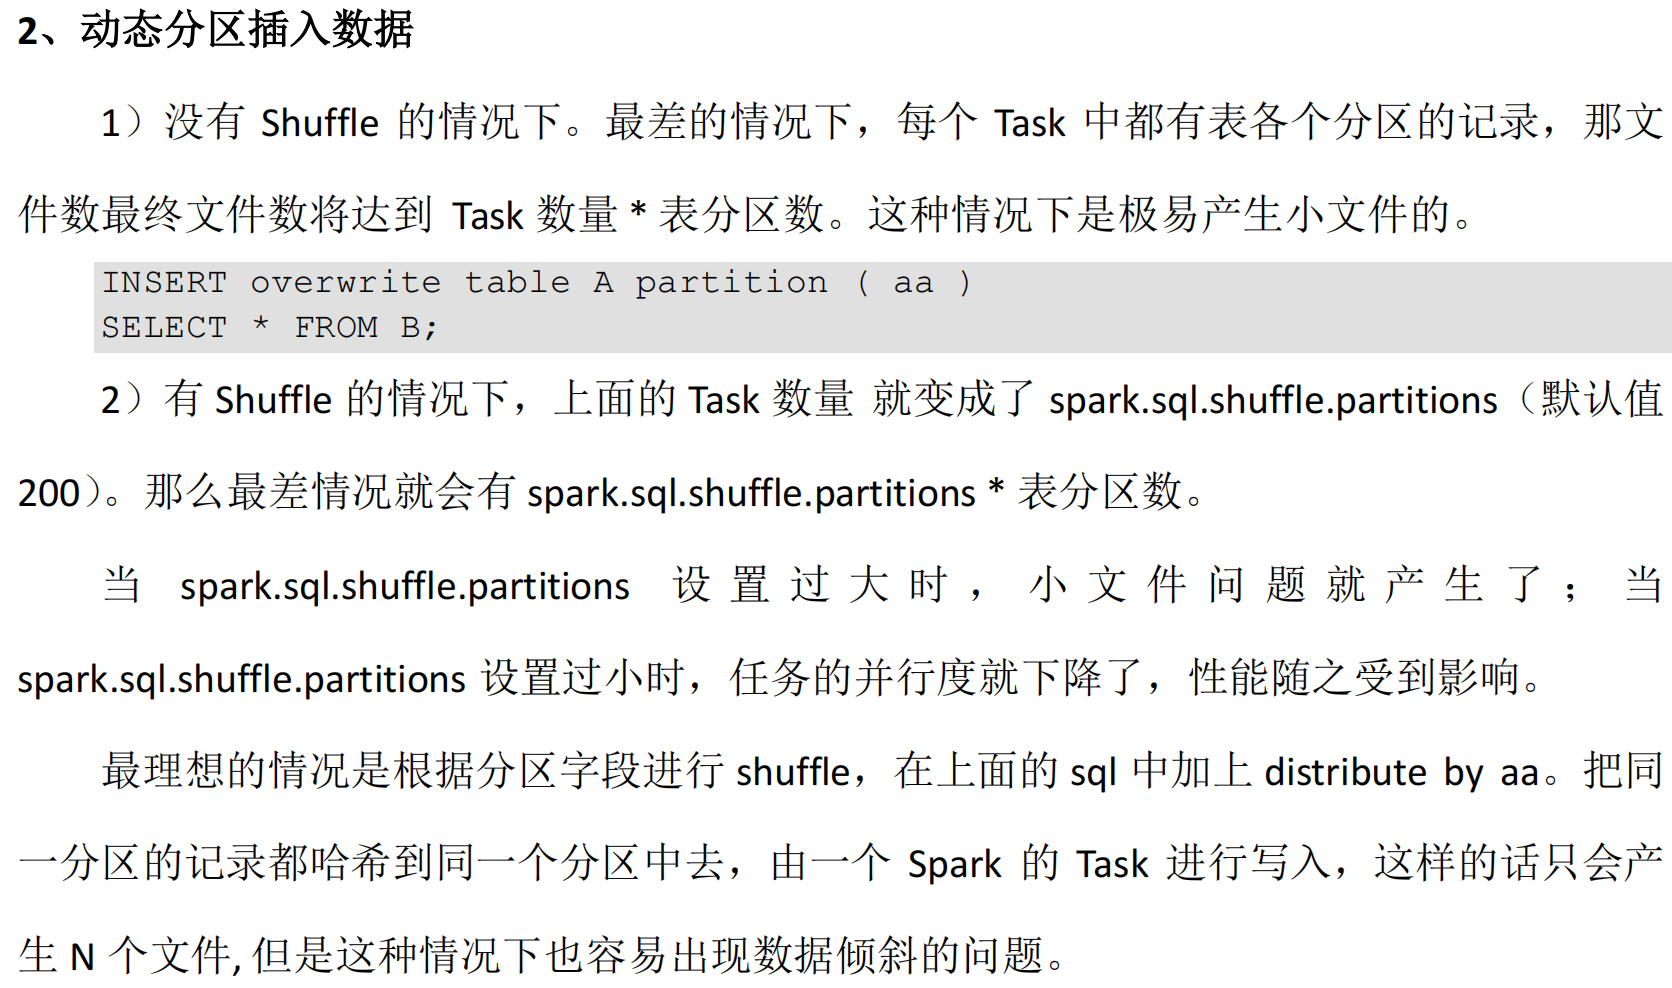 2、动态分区插入数据
1）没有 Shuffle 的情况下。最差的情况下，每个 Task 中都有表各个分区的记录，那文
件数最终文件数将达到 Task 数量 * 表分区数。这种情况下是极易产生小文件的。
INSERT overwrite table A partition ( aa )
SELECT * FROM B;
2）有 Shuffle 的情况下，上面的 Task 数量 就变成了 spark.sql.shuffle.partitions（默认值
200）。那么最差情况就会有 spark.sql.shuffle.partitions * 表分区数。
当 spark.sql.shuffle.partitions 设置过大时，小文件问题就产生了；当
spark.sql.shuffle.partitions 设置过小时，任务的并行度就下降了，性能随之受到影响。
最理想的情况是根据分区字段进行 shuffle，在上面的 sql 中加上 distribute by aa。把同
一分区的记录都哈希到同一个分区中去，由一个 Spark 的 Task 进行写入，这样的话只会产
生 N 个文件, 但是这种情况下也容易出现数据倾斜的问题。